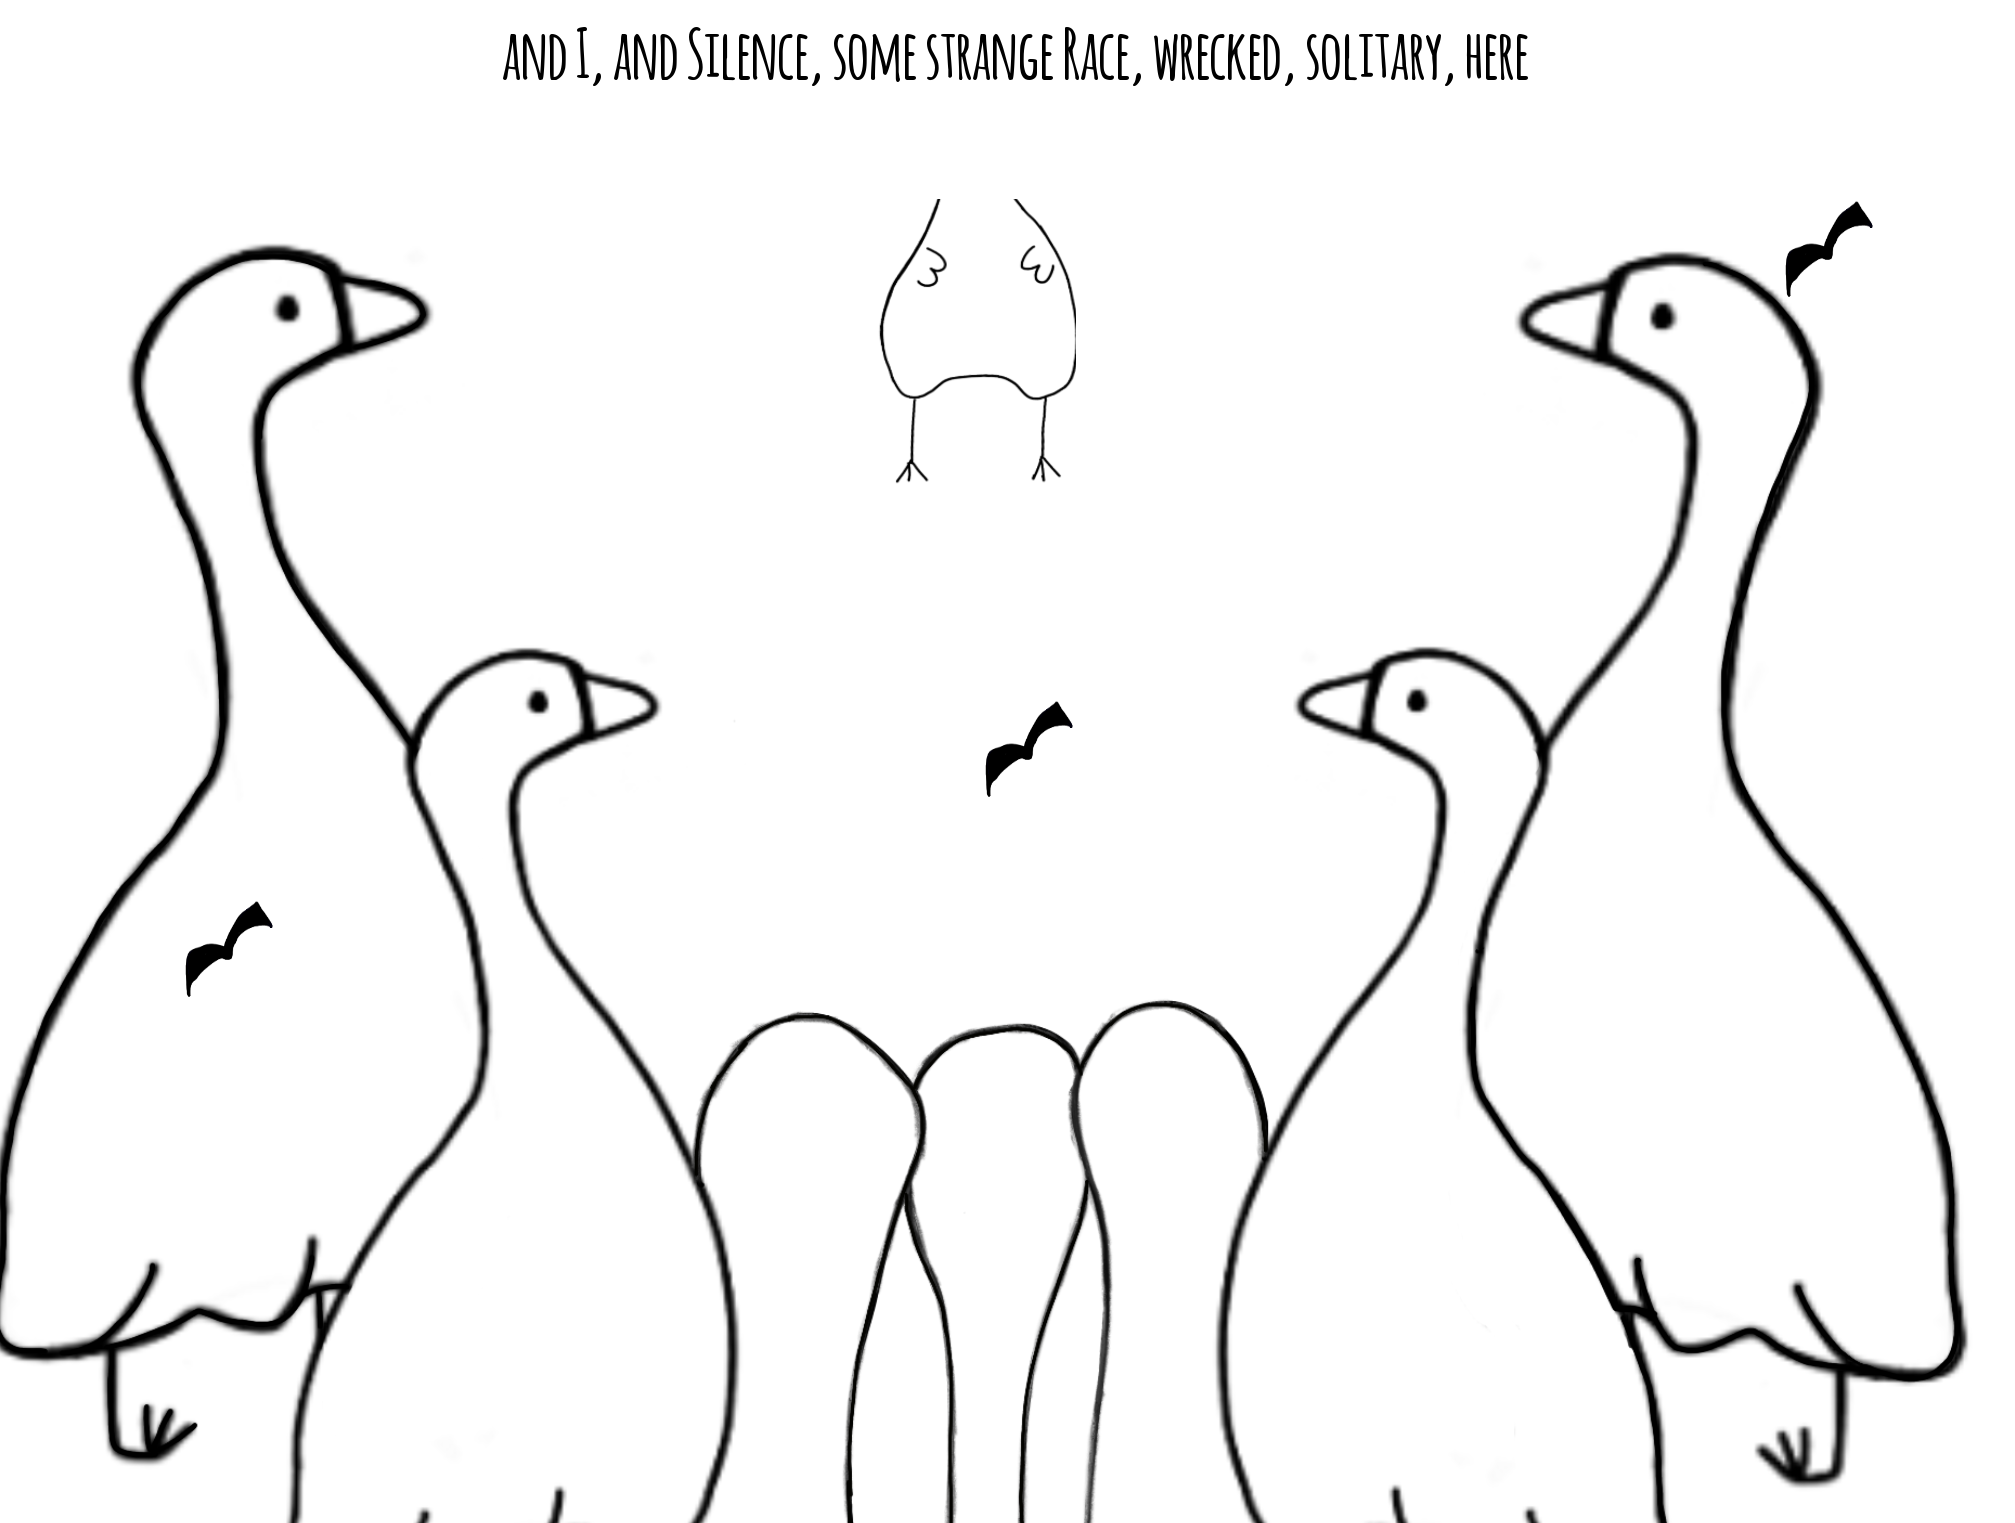 and I, and Silence, some strange Race, wrecked, solitary, here